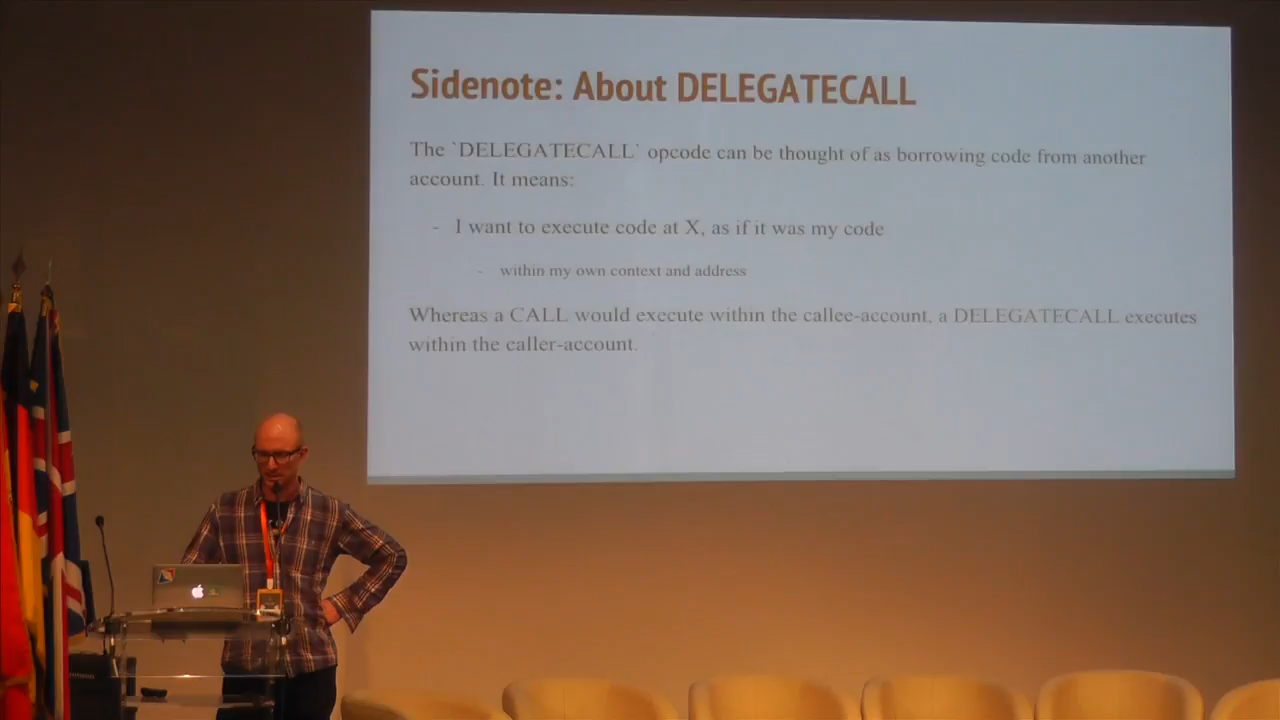 Sidenote: About DELEGATECALL
The `DELEGATECALL` opcode can be thought of as borrowing code from another
account. It means:
- I want to execute code at X, as if it was my code
- within my own context and address
Whereas a CALL would execute within the callee-account, a DELEGATECALL executes
within the caller-account.